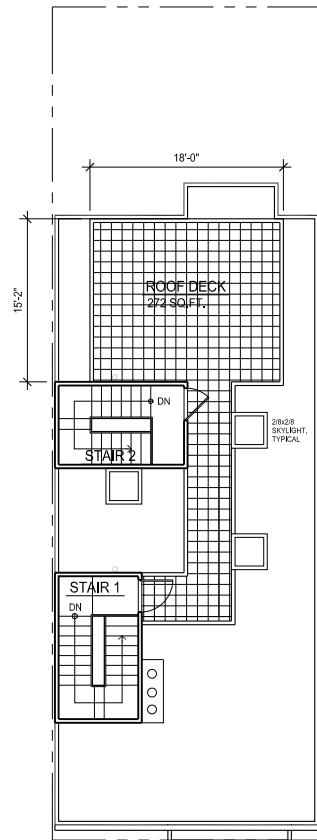 18'-0"
15'-2"
ROOF DECK
272 SQ.FT.
DN
2/8x2/8
SKYLIGHT,
TYPICAL
STAIR 2
STAIR 1
DN